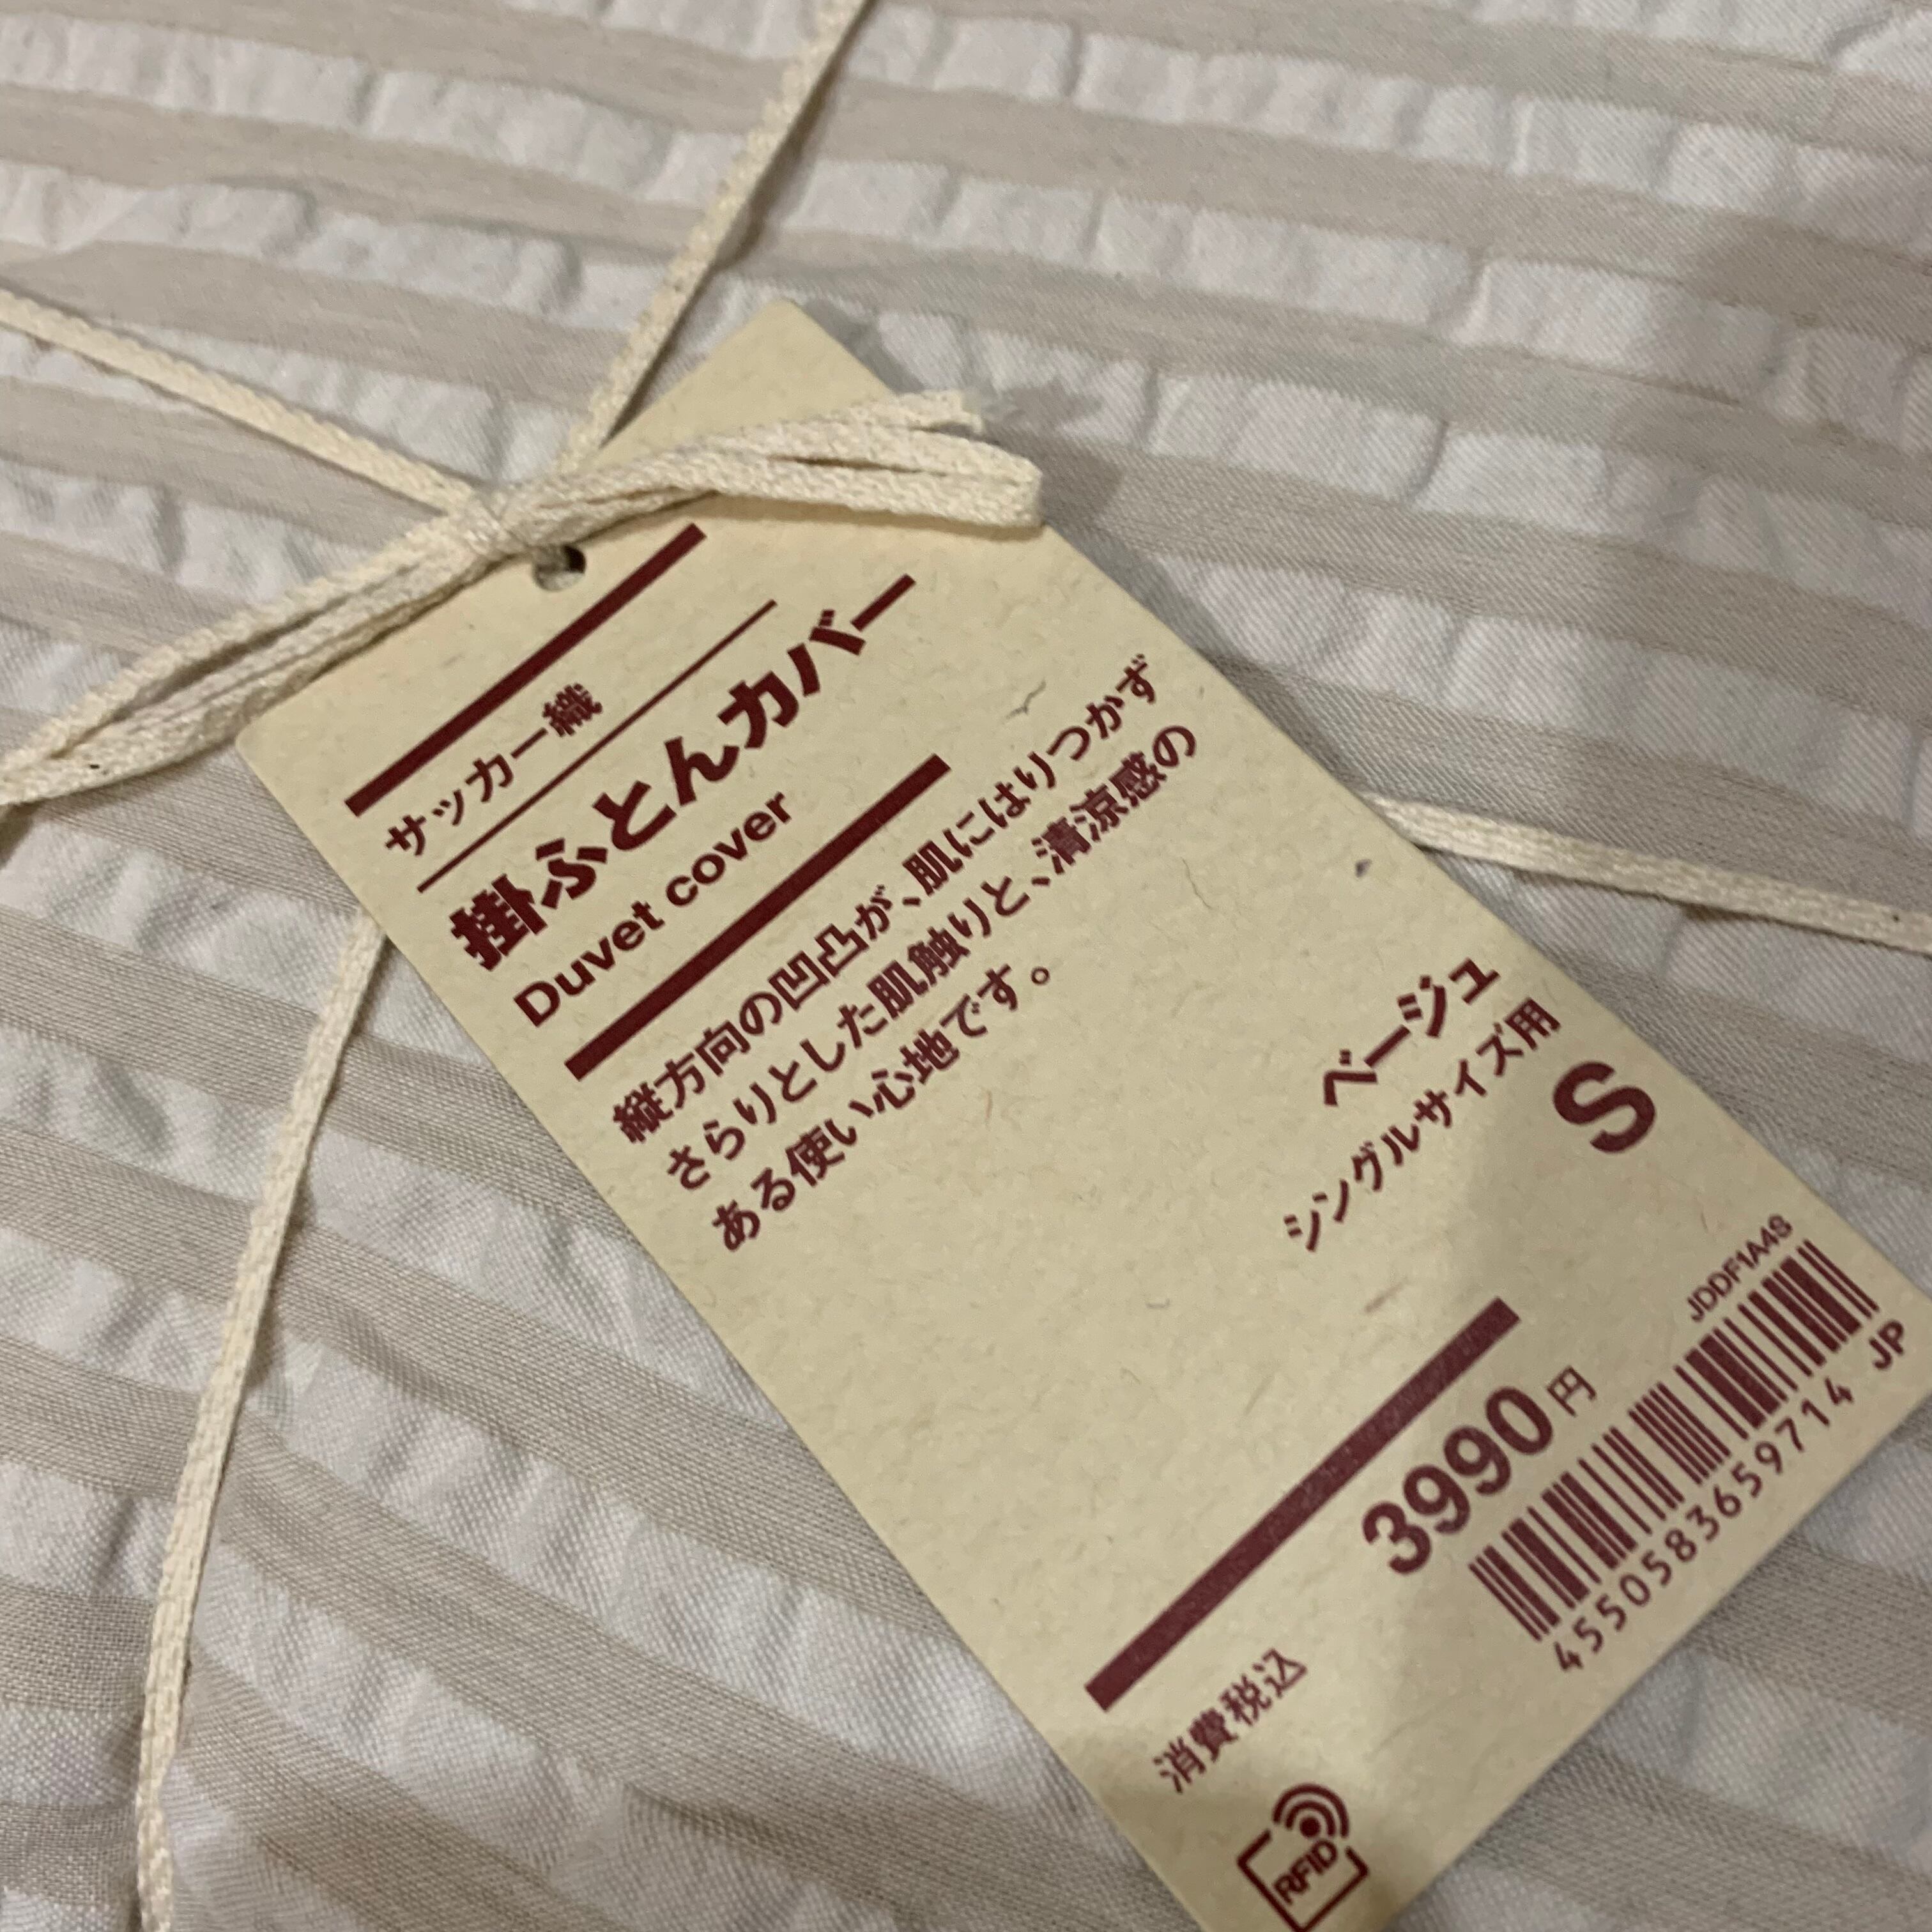 サッカー織
掛ふとんカバー
Duvet cover
縦方向の凹凸が、肌にはりつかず
さらりとした肌触りと、清涼感の
ある使い心地です。
ベージュ
シングルサイズ用
S
JDDF1A4S
3990円
4550583659714 JP
消費税込
RFID